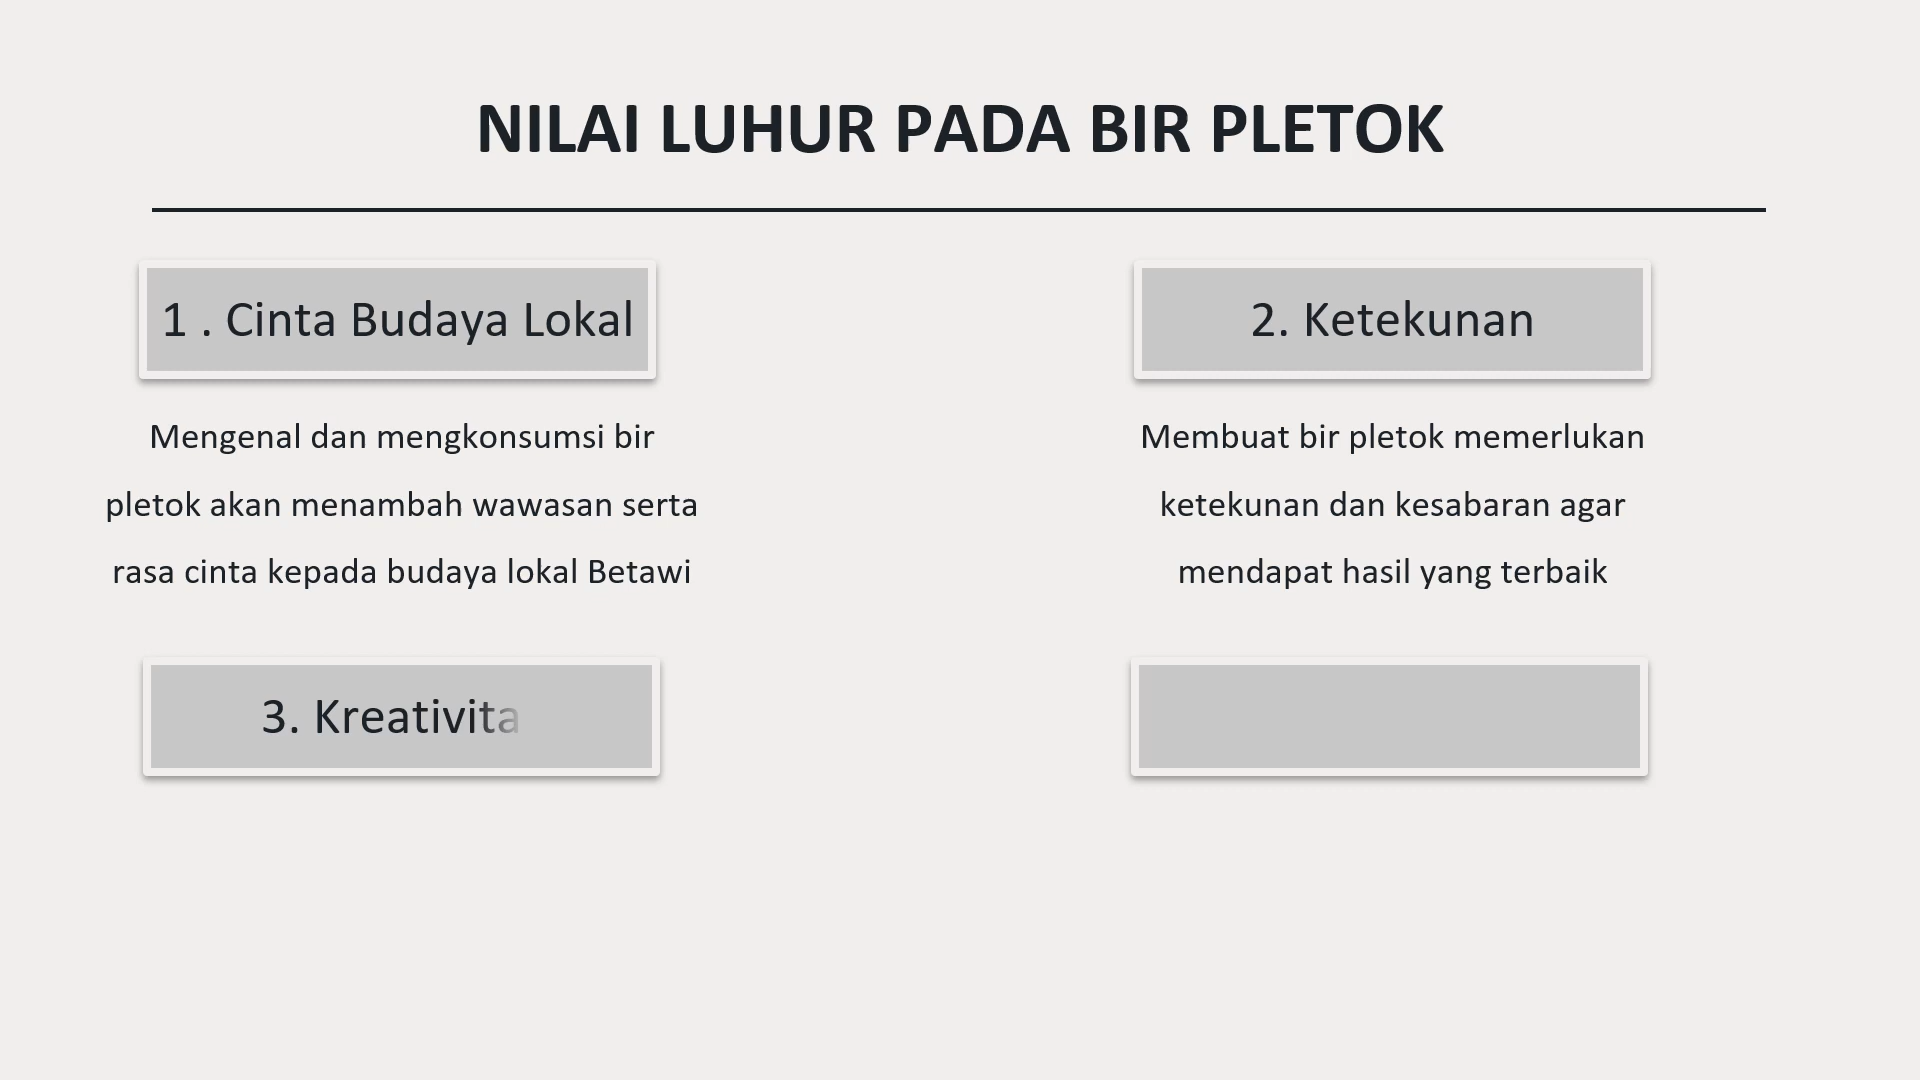 NILAI LUHUR PADA BIR PLETOK
1 . Cinta Budaya Lokal
Mengenal dan mengkonsumsi bir
pletok akan menambah wawasan serta
rasa cinta kepada budaya lokal Betawi
2. Ketekunan
Membuat bir pletok memerlukan
ketekunan dan kesabaran agar
mendapat hasil yang terbaik
3. Kreativita